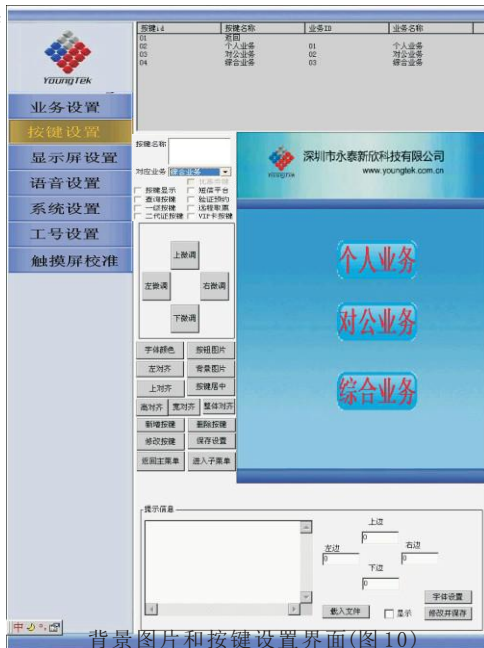 按键id 按键名称 业务ID 业务名称
01 返回
02 个人业务 01 个人业务
03 对公业务 02 对公业务
04 综合业务 03 综合业务
YoungTek
业务设置
按键设置
显示屏设置
语音设置
系统设置
工号设置
触摸屏校准
按键名称
对应业务 综合业务
按键显示 短信平台
查询按键 验证预约
一级按键 远程取票
二代证按键 VIP卡按键
深圳市永泰新欣科技有限公司
www.youngtek.com.cn
YOUNGTEK
个人业务
对公业务
综合业务
上微调
左微调 右微调
下微调
字体颜色 按钮图片
左对齐 背景图片
上对齐 按键居中
高对齐 宽对齐 整体对齐
新增按键 删除按键
修改按键 保存设置
返回主菜单 进入子菜单
提示信息
上边
0
左边 右边
0 0
下边
0
字体设置
载入文件 显示 修改并保存
中
背景图片和按键设置界面(图10)